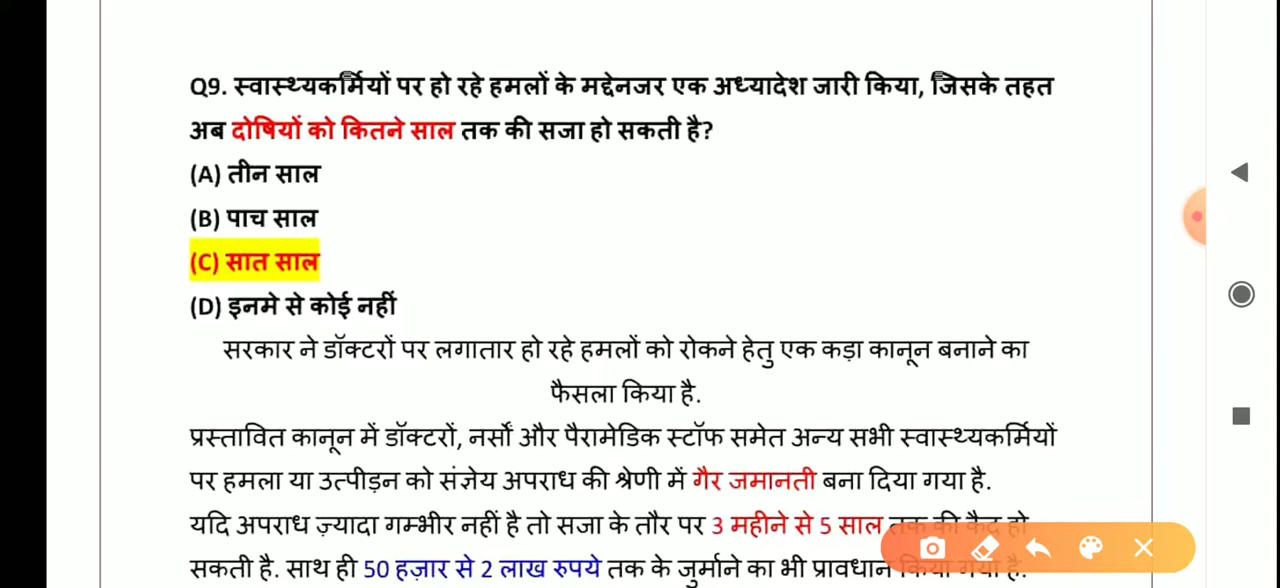 Q9. स्वास्थ्यकर्मियों पर हो रहे हमलों के मद्देनजर एक अध्यादेश जारी किया, जिसके तहत
अब दोषियों को कितने साल तक की सजा हो सकती है?
(A) तीन साल
(B) पाच साल
(C) सात साल
(D) इनमे से कोई नहीं
सरकार ने डॉक्टरों पर लगातार हो रहे हमलों को रोकने हेतु एक कड़ा कानून बनाने का
फैसला किया है.
प्रस्तावित कानून में डॉक्टरों, नर्सों और पैरामेडिक स्टॉफ समेत अन्य सभी स्वास्थ्यकर्मियों
पर हमला या उत्पीड़न को संज्ञेय अपराध की श्रेणी में गैर जमानती बना दिया गया है.
यदि अपराध ज़्यादा गम्भीर नहीं है तो सजा के तौर पर 3 महीने से 5 साल तक की कैद हो
सकती है. साथ ही 50 हज़ार से 2 लाख रुपये तक के जुर्माने का भी प्रावधान किया गया है.